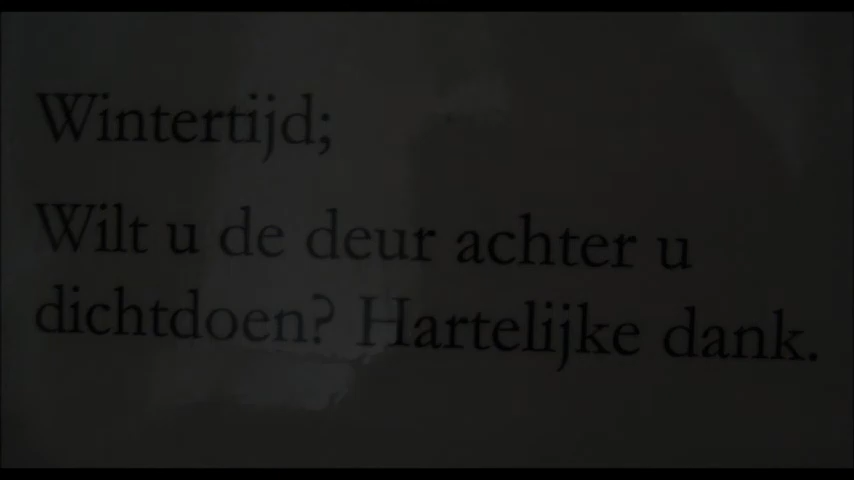 Wintertijd;
Wilt u de deur achter u
dichtdoen? Hartelijke dank.